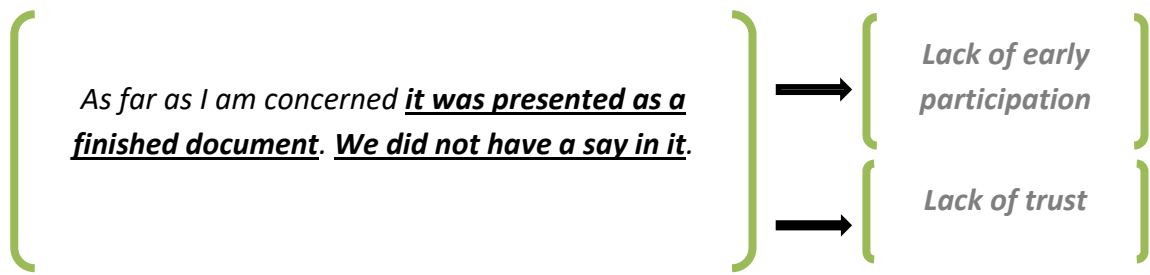 As far as I am concerned it was presented as a
finished document. We did not have a say in it.
Lack of early
participation
Lack of trust